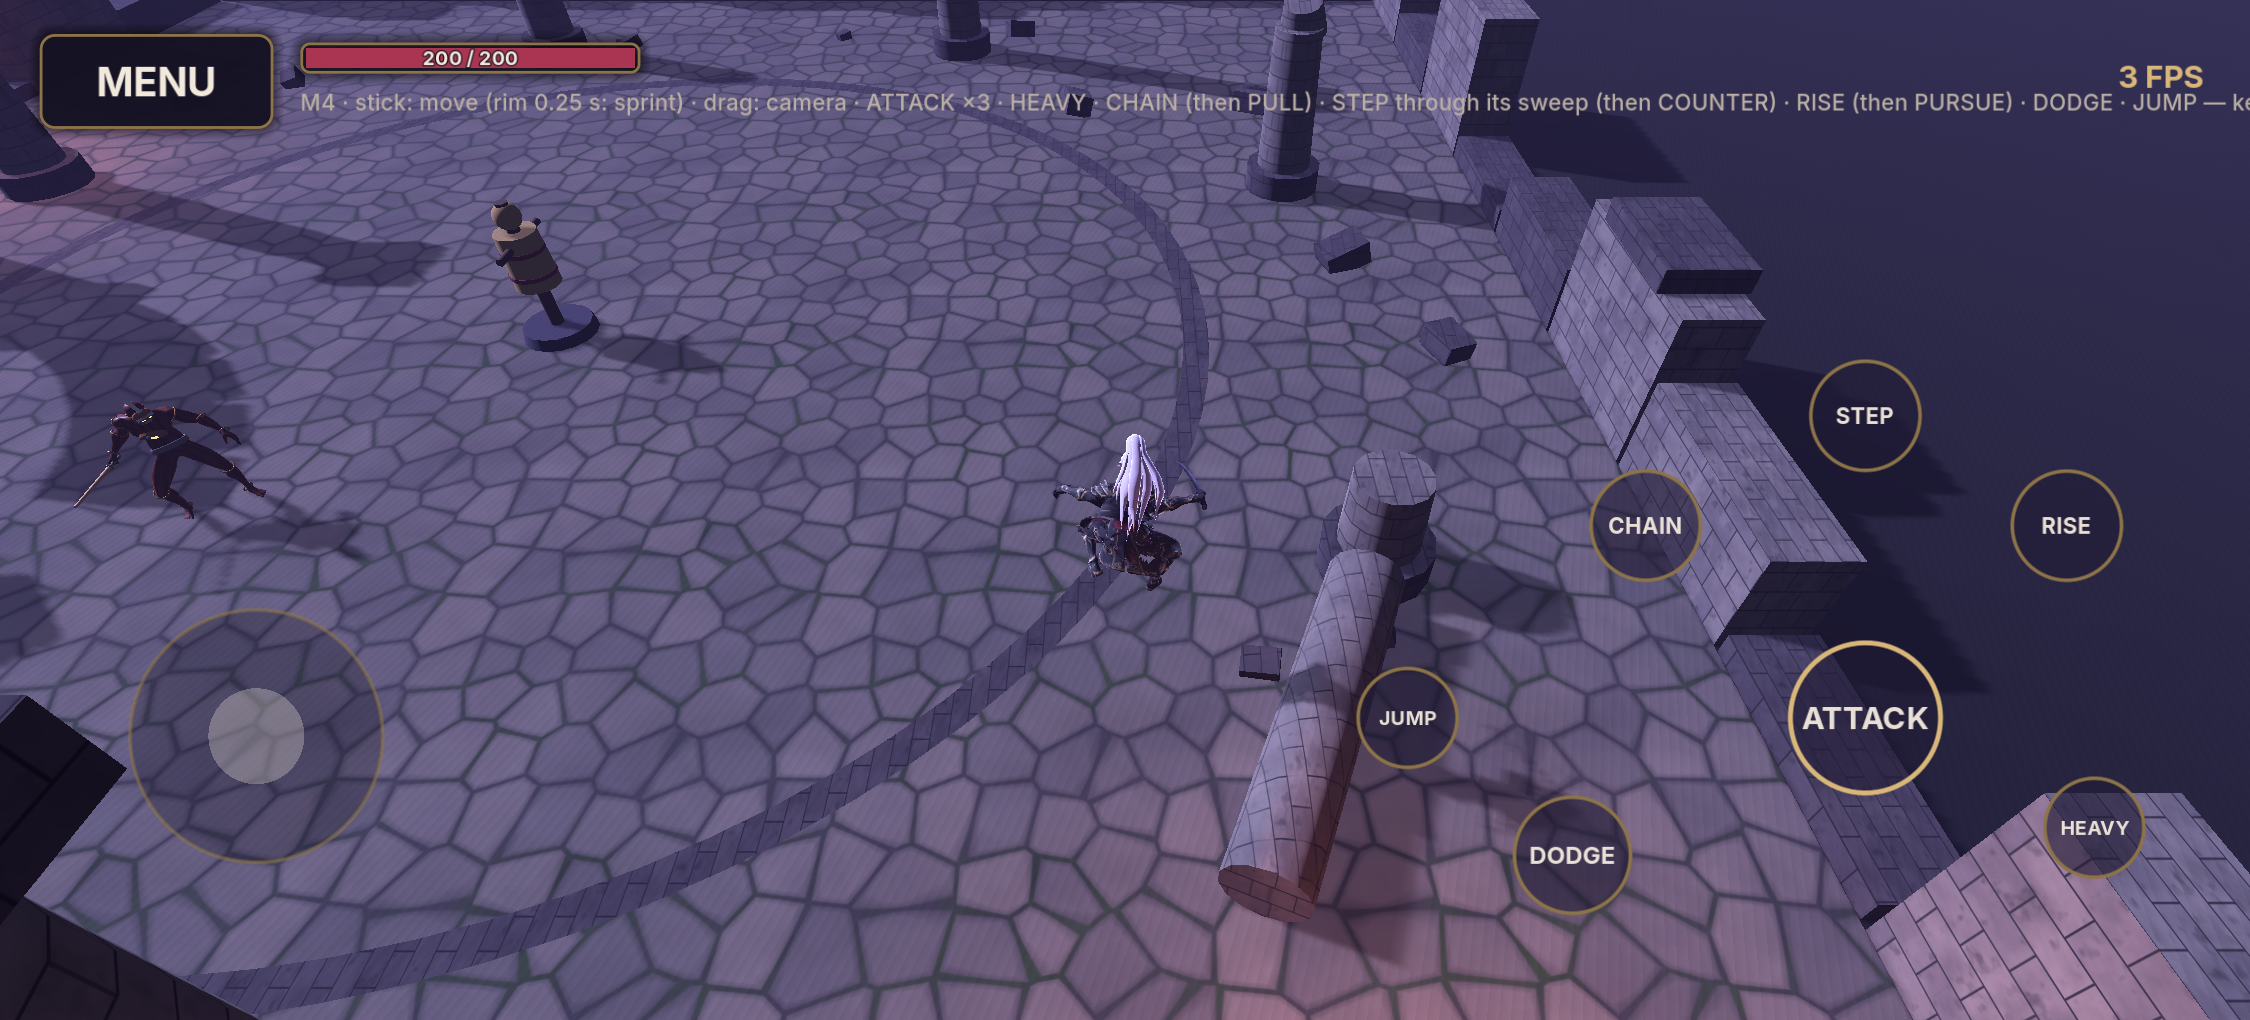 MENU
200 / 200
3 FPS
M4 · stick: move (rim 0.25 s: sprint) · drag: camera · ATTACK ×3 · HEAVY · CHAIN (then PULL) · STEP through its sweep (then COUNTER) · RISE (then PURSUE) · DODGE · JUMP —
STEP
CHAIN
RISE
JUMP
ATTACK
HEAVY
DODGE